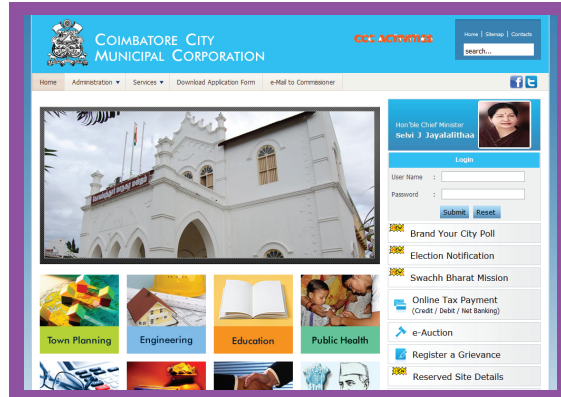 COIMBATORE CITY
MUNICIPAL CORPORATION
Home | Sitemap | Contacts
search...
Home Administration ▼ Services ▼ Download Application Form e-Mail to Commissioner
Hon'ble Chief Minister
Selvi J Jayalalithaa
Login
User Name :
Password :
Submit Reset
Brand Your City Poll
Election Notification
Swachh Bharat Mission
Online Tax Payment
(Credit / Debit / Net Banking)
e-Auction
Register a Grievance
Reserved Site Details
Town Planning
Engineering
Education
Public Health